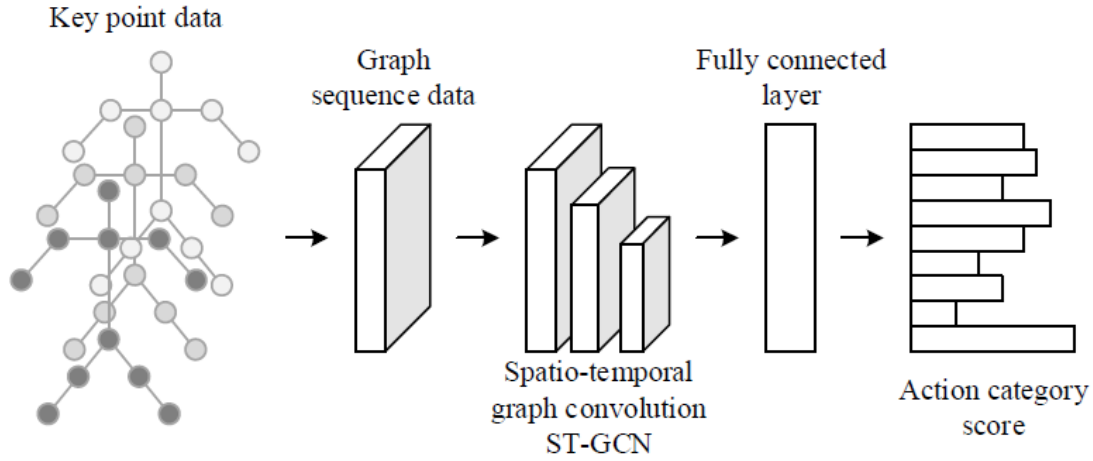 Key point data
Graph
sequence data
Spatio-temporal
graph convolution
ST-GCN
Fully connected
layer
Action category
score